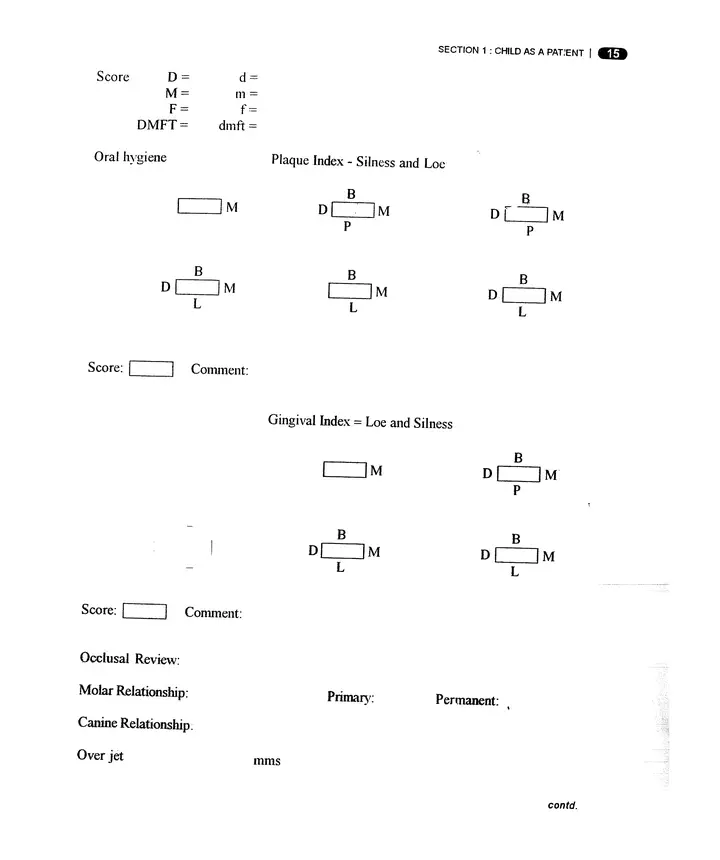 SECTION 1 : CHILD AS A PATIENT | 15
Score D = d =
M = m =
F = f =
DMFT = dmft =
Oral hygiene Plaque Index - Silness and Loe
B B
M D M D M
P P
B B B
D M M D M
L L L
Score: Comment:
Gingival Index = Loe and Silness
B
M D M
P
B B
D M D M
L L
Score: Comment:
Occlusal Review:
Molar Relationship: Primary: Permanent:
Canine Relationship.
Over jet mms
contd.